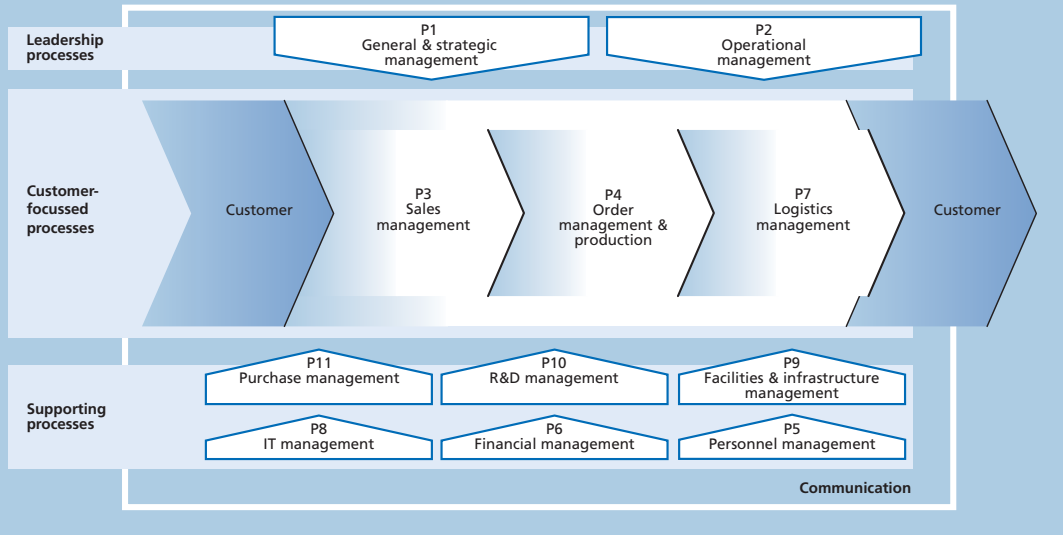 Leadership
processes
P1
General & strategic
management
P2
Operational
management
Customer-
focussed
processes
Customer
P3
Sales
management
P4
Order
management &
production
P7
Logistics
management
Customer
Supporting
processes
P11
Purchase management
P10
R&D management
P9
Facilities & infrastructure
management
P8
IT management
P6
Financial management
P5
Personnel management
Communication